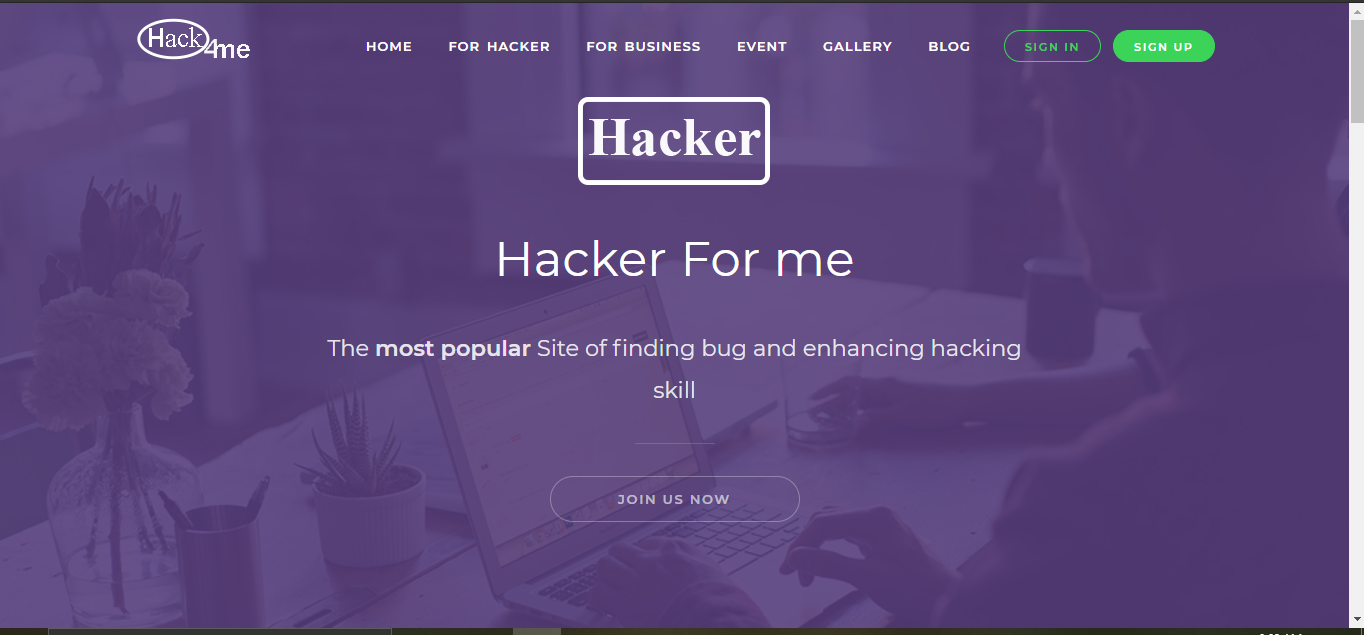 Hack4me
HOME FOR HACKER FOR BUSINESS EVENT GALLERY BLOG SIGN IN SIGN UP
Hacker
Hacker For me
The most popular Site of finding bug and enhancing hacking
skill
JOIN US NOW